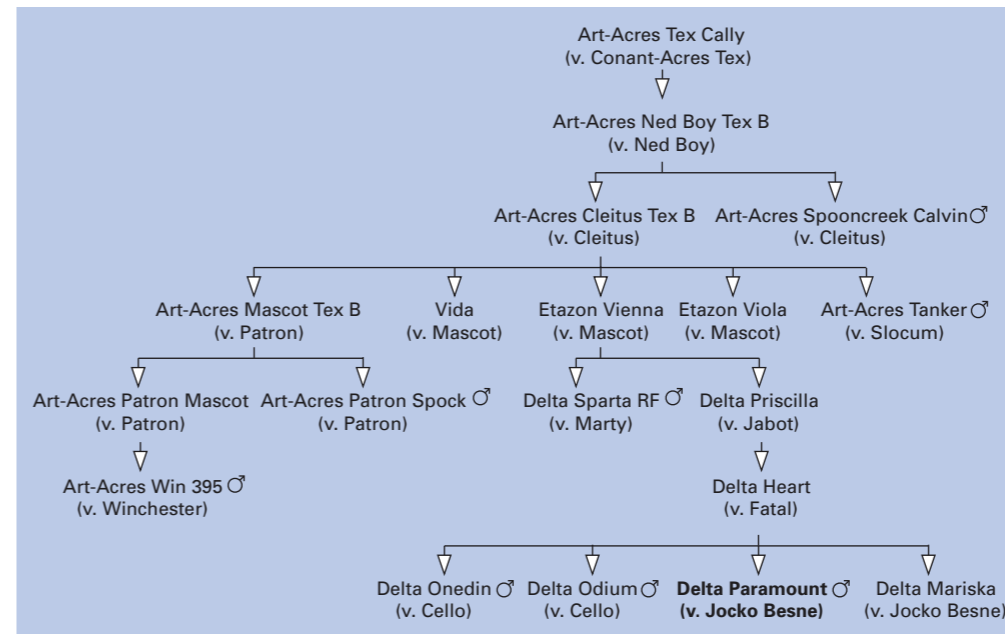 Art-Acres Tex Cally
(v. Conant-Acres Tex)
Art-Acres Ned Boy Tex B
(v. Ned Boy)
Art-Acres Cleitus Tex B
(v. Cleitus)
Art-Acres Spooncreek Calvin ♂
(v. Cleitus)
Art-Acres Mascot Tex B
(v. Patron)
Vida
(v. Mascot)
Etazon Vienna
(v. Mascot)
Etazon Viola
(v. Mascot)
Art-Acres Tanker ♂
(v. Slocum)
Art-Acres Patron Mascot
(v. Patron)
Art-Acres Patron Spock ♂
(v. Patron)
Delta Sparta RF ♂
(v. Marty)
Delta Priscilla
(v. Jabot)
Art-Acres Win 395 ♂
(v. Winchester)
Delta Heart
(v. Fatal)
Delta Onedin ♂
(v. Cello)
Delta Odium ♂
(v. Cello)
Delta Paramount ♂
(v. Jocko Besne)
Delta Mariska
(v. Jocko Besne)